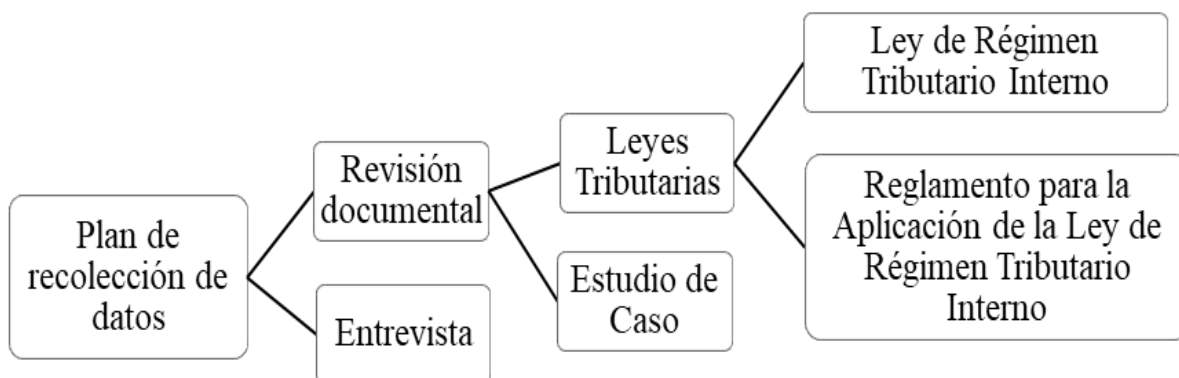 Plan de
recolección de
datos
Revisión
documental
Entrevista
Leyes
Tributarias
Estudio de
Caso
Ley de Régimen
Tributario Interno
Reglamento para la
Aplicación de la Ley de
Régimen Tributario
Interno